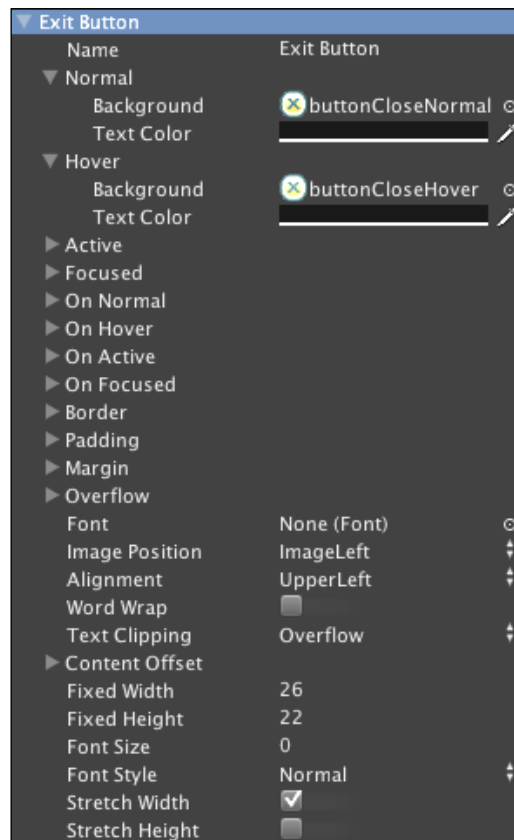 Exit Button
Name Exit Button
Normal
Background buttonCloseNormal
Text Color
Hover
Background buttonCloseHover
Text Color
Active
Focused
On Normal
On Hover
On Active
On Focused
Border
Padding
Margin
Overflow
Font None (Font)
Image Position ImageLeft
Alignment UpperLeft
Word Wrap
Text Clipping Overflow
Content Offset
Fixed Width 26
Fixed Height 22
Font Size 0
Font Style Normal
Stretch Width
Stretch Height